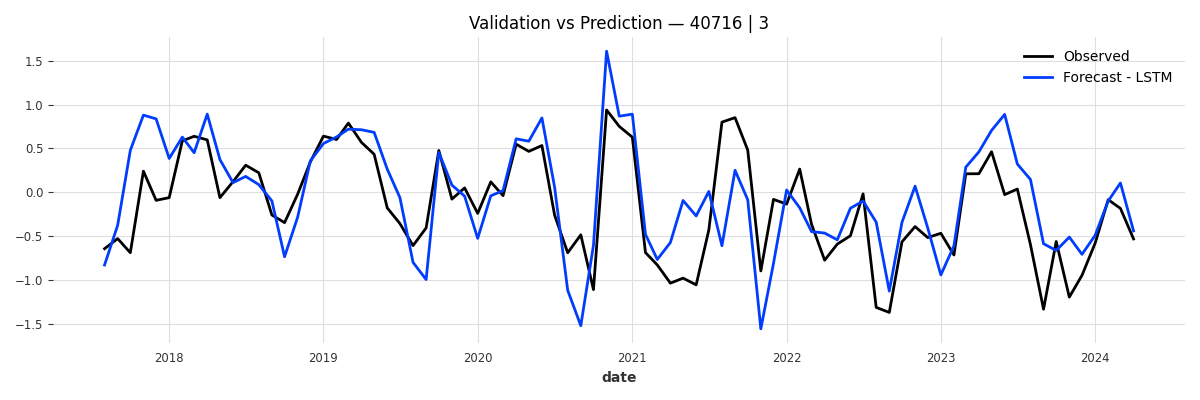 Validation vs Prediction — 40716 | 3
Observed
Forecast - LSTM
1.5
1.0
0.5
0.0
−0.5
−1.0
−1.5
2018 2019 2020 2021 2022 2023 2024
date